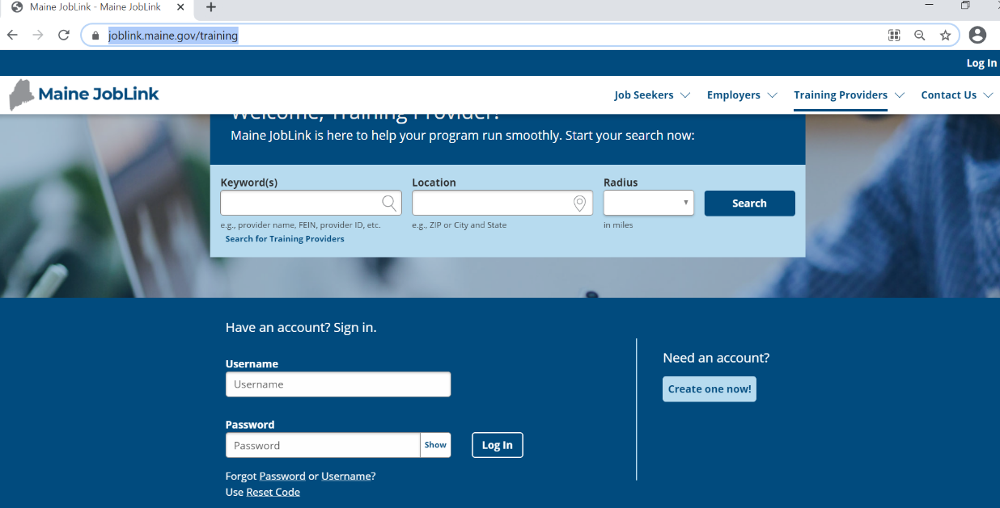 Maine JobLink - Maine JobLink
joblink.maine.gov/training
Log In
Maine JobLink
Job Seekers Employers Training Providers Contact Us
Welcome, Training Provider!
Maine JobLink is here to help your program run smoothly. Start your search now:
Keyword(s) Location Radius
Search
e.g., provider name, FEIN, provider ID, etc. e.g., ZIP or City and State in miles
Search for Training Providers
Have an account? Sign in.
Need an account?
Username
Username
Create one now!
Password
Password Show Log In
Forgot Password or Username?
Use Reset Code